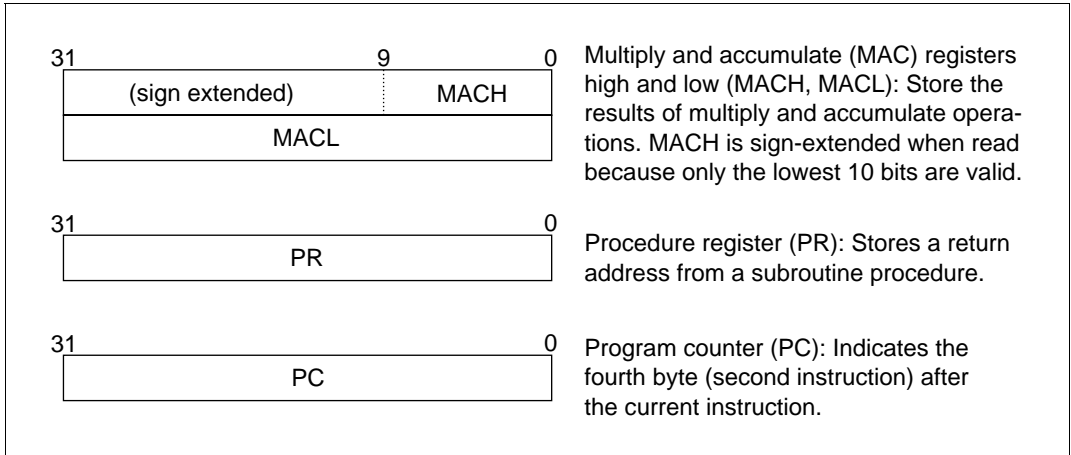 31 9 0
(sign extended) MACH
MACL
Multiply and accumulate (MAC) registers
high and low (MACH, MACL): Store the
results of multiply and accumulate opera-
tions. MACH is sign-extended when read
because only the lowest 10 bits are valid.
31 0
PR
Procedure register (PR): Stores a return
address from a subroutine procedure.
31 0
PC
Program counter (PC): Indicates the
fourth byte (second instruction) after
the current instruction.